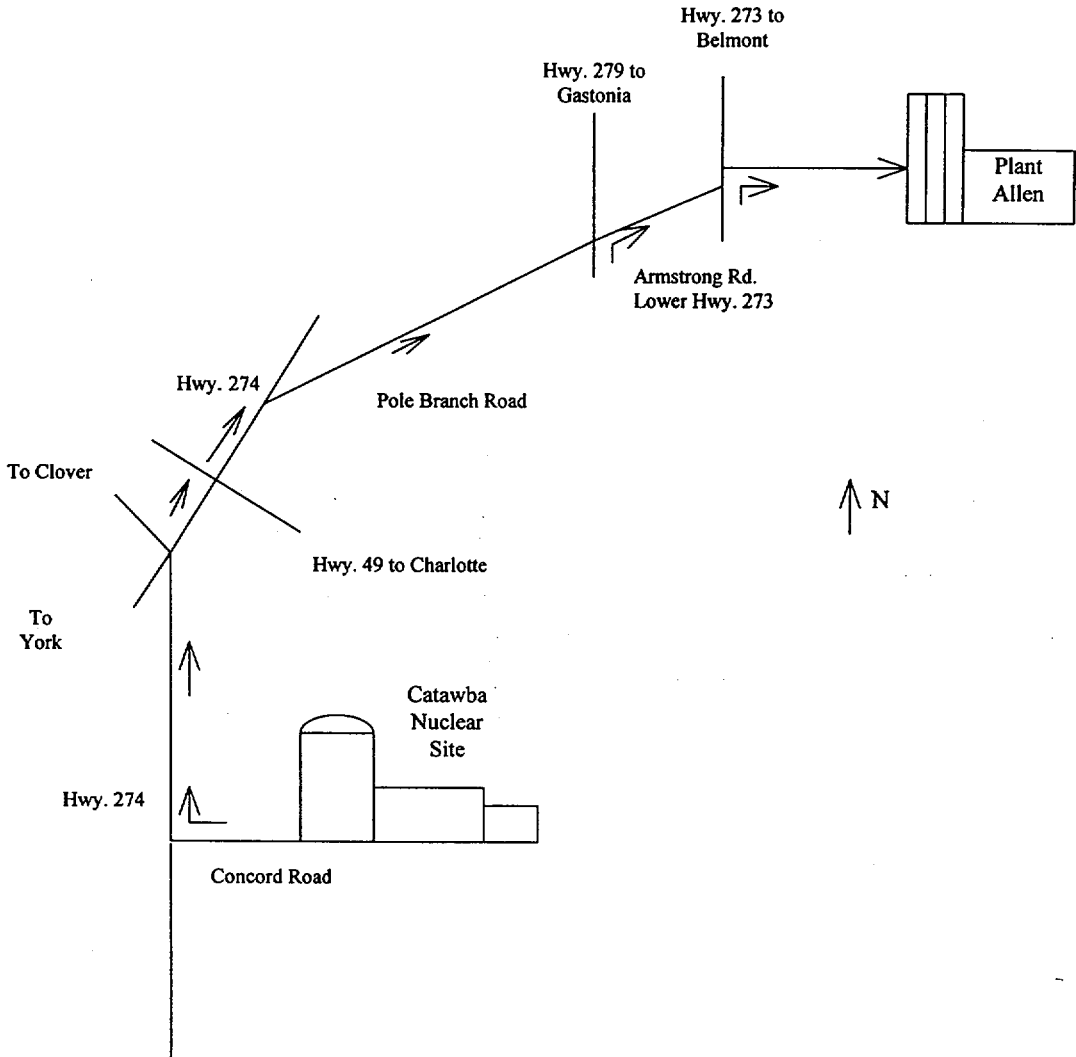 Hwy. 273 to
Belmont
Hwy. 279 to
Gastonia
Plant
Allen
Armstrong Rd.
Lower Hwy. 273
Hwy. 274
Pole Branch Road
To Clover
N
Hwy. 49 to Charlotte
To
York
Catawba
Nuclear
Site
Hwy. 274
Concord Road